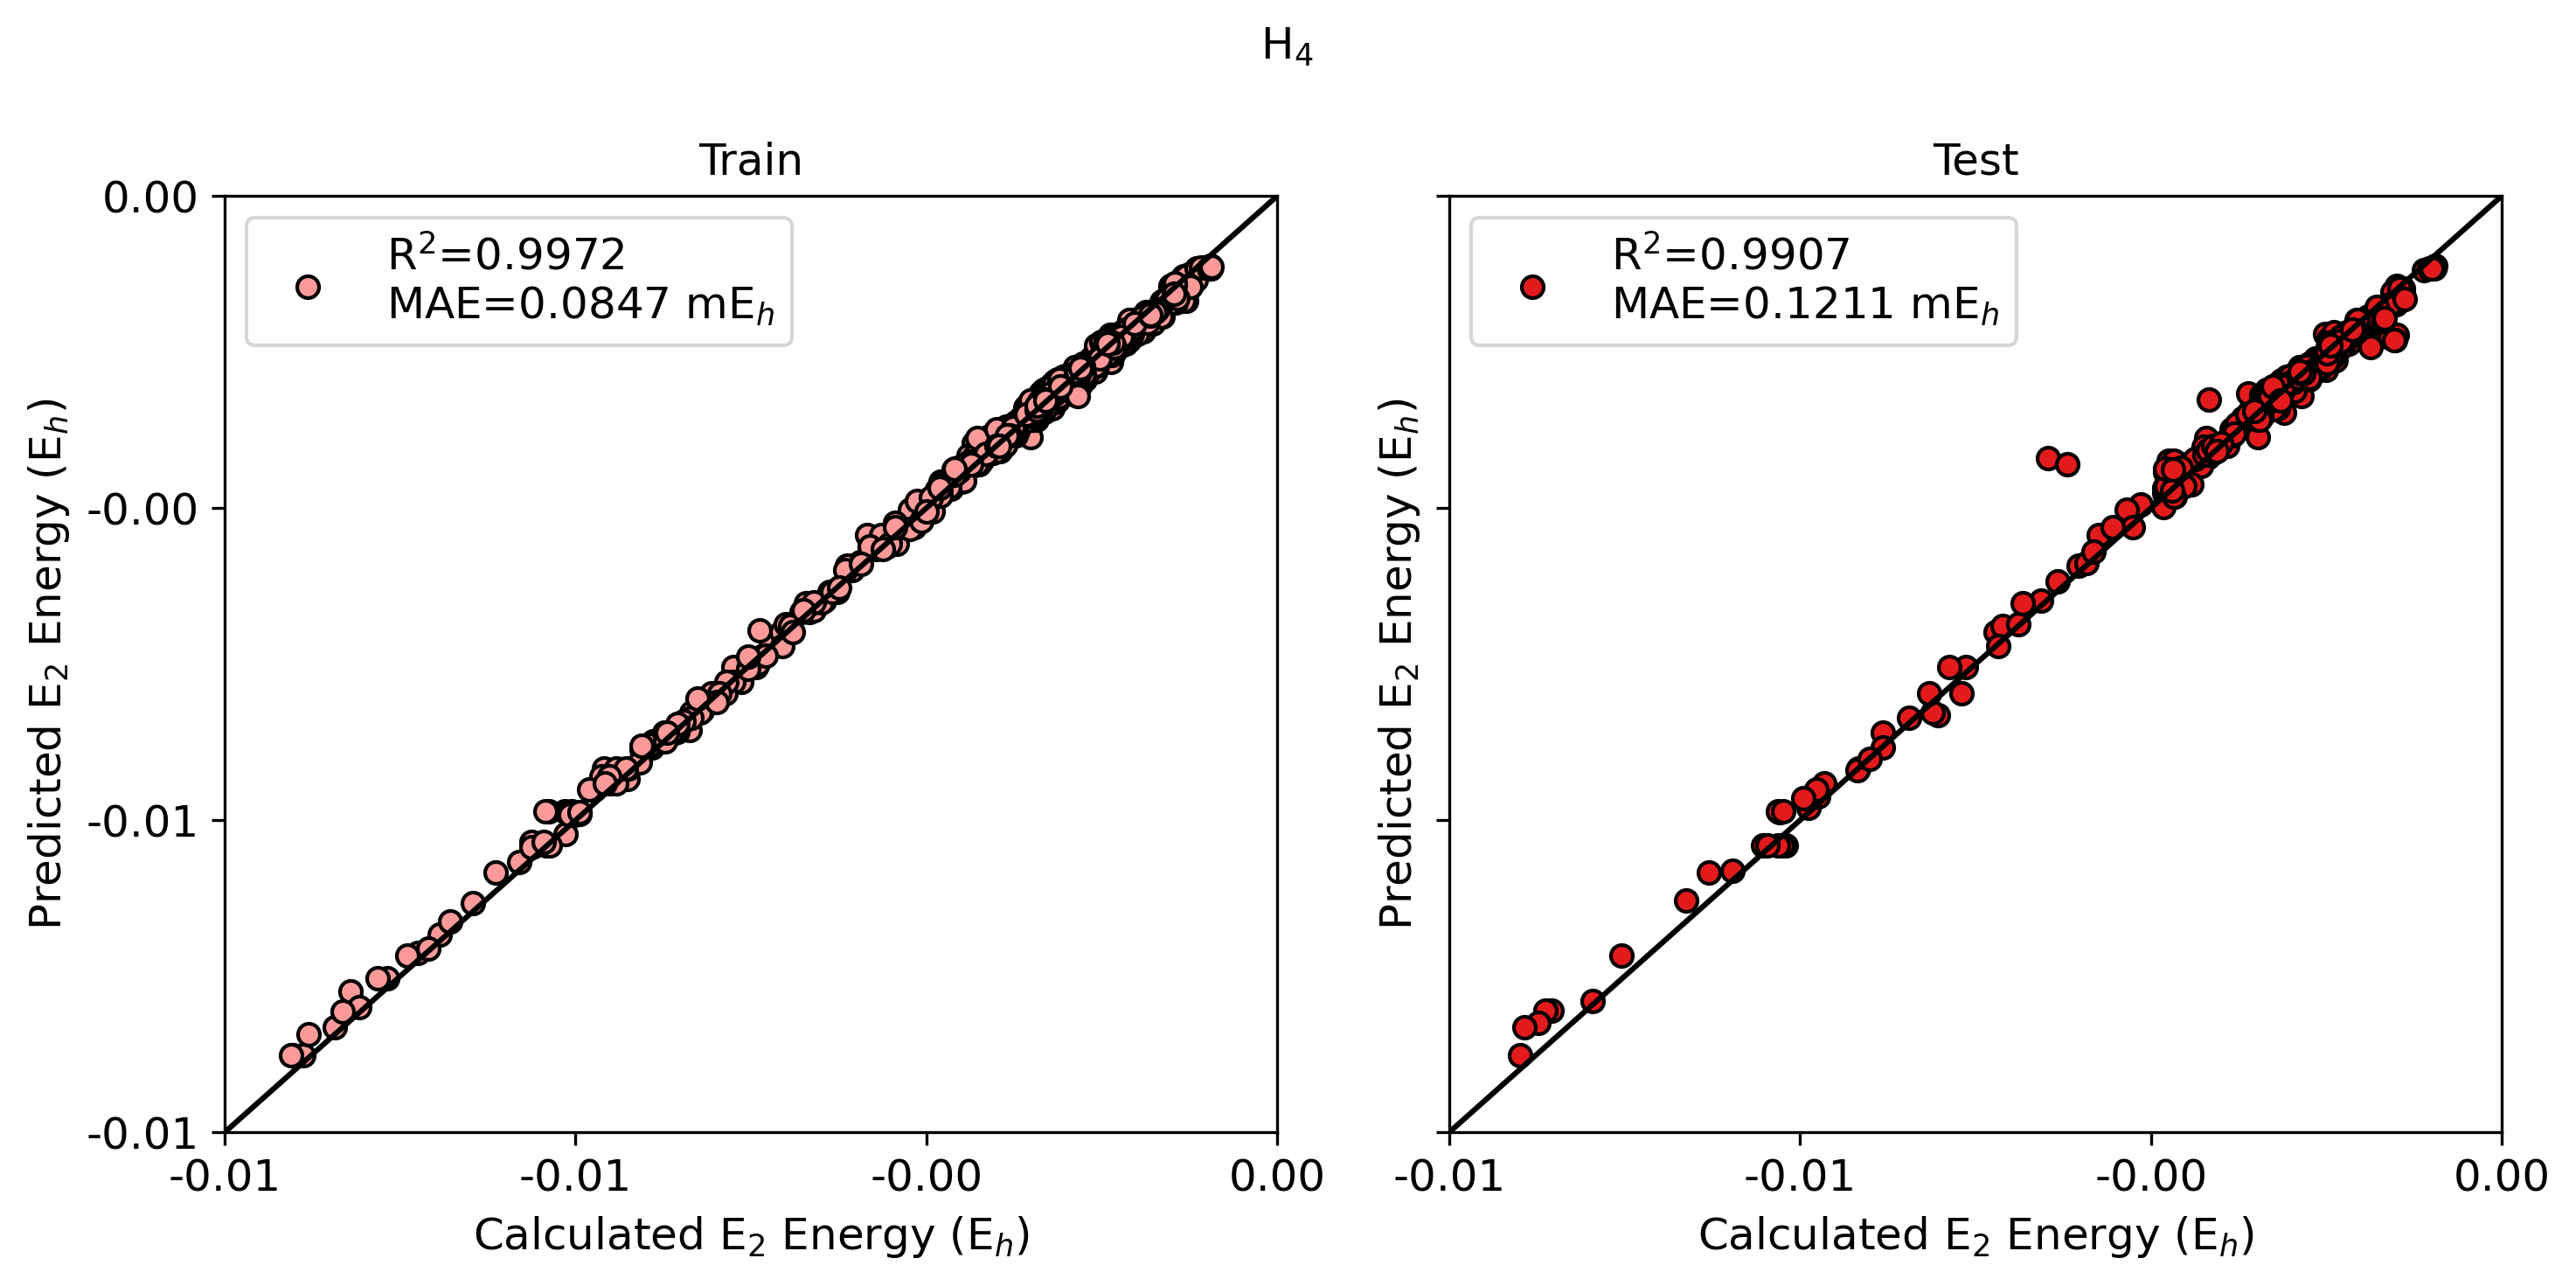 H₄
Train
Test
R²=0.9972
MAE=0.0847 mEₕ
R²=0.9907
MAE=0.1211 mEₕ
0.00
-0.00
-0.01
-0.01
Predicted E₂ Energy (Eₕ)
Predicted E₂ Energy (Eₕ)
-0.01
-0.01
-0.00
0.00
-0.01
-0.01
-0.00
0.00
Calculated E₂ Energy (Eₕ)
Calculated E₂ Energy (Eₕ)